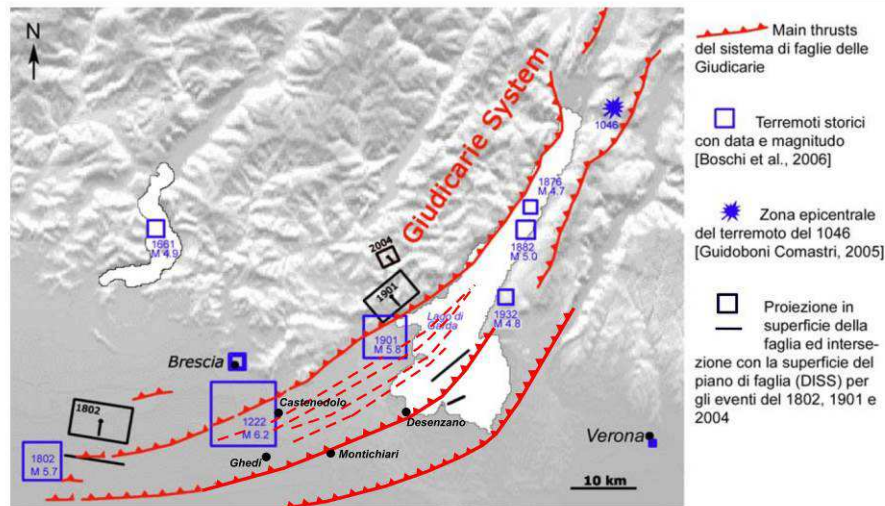 N
Giudicarie System
1046
1876
M 4.7
1882
M 5.0
1661
M 4.9
2004
1901
1932
M 4.8
Lago di
Garda
1901
M 5.8
Brescia
1802
1222
M 6.2
Castenedolo
Desenzano
Verona
1802
M 5.7
Ghedi
Montichiari
10 km
Main thrusts
del sistema di faglie delle
Giudicarie
Terremoti storici
con data e magnitudo
[Boschi et al., 2006]
Zona epicentrale
del terremoto del 1046
[Guidoboni Comastri, 2005]
Proiezione in
superficie della
faglia ed interse-
zione con la superficie del
piano di faglia (DISS) per
gli eventi del 1802, 1901 e
2004